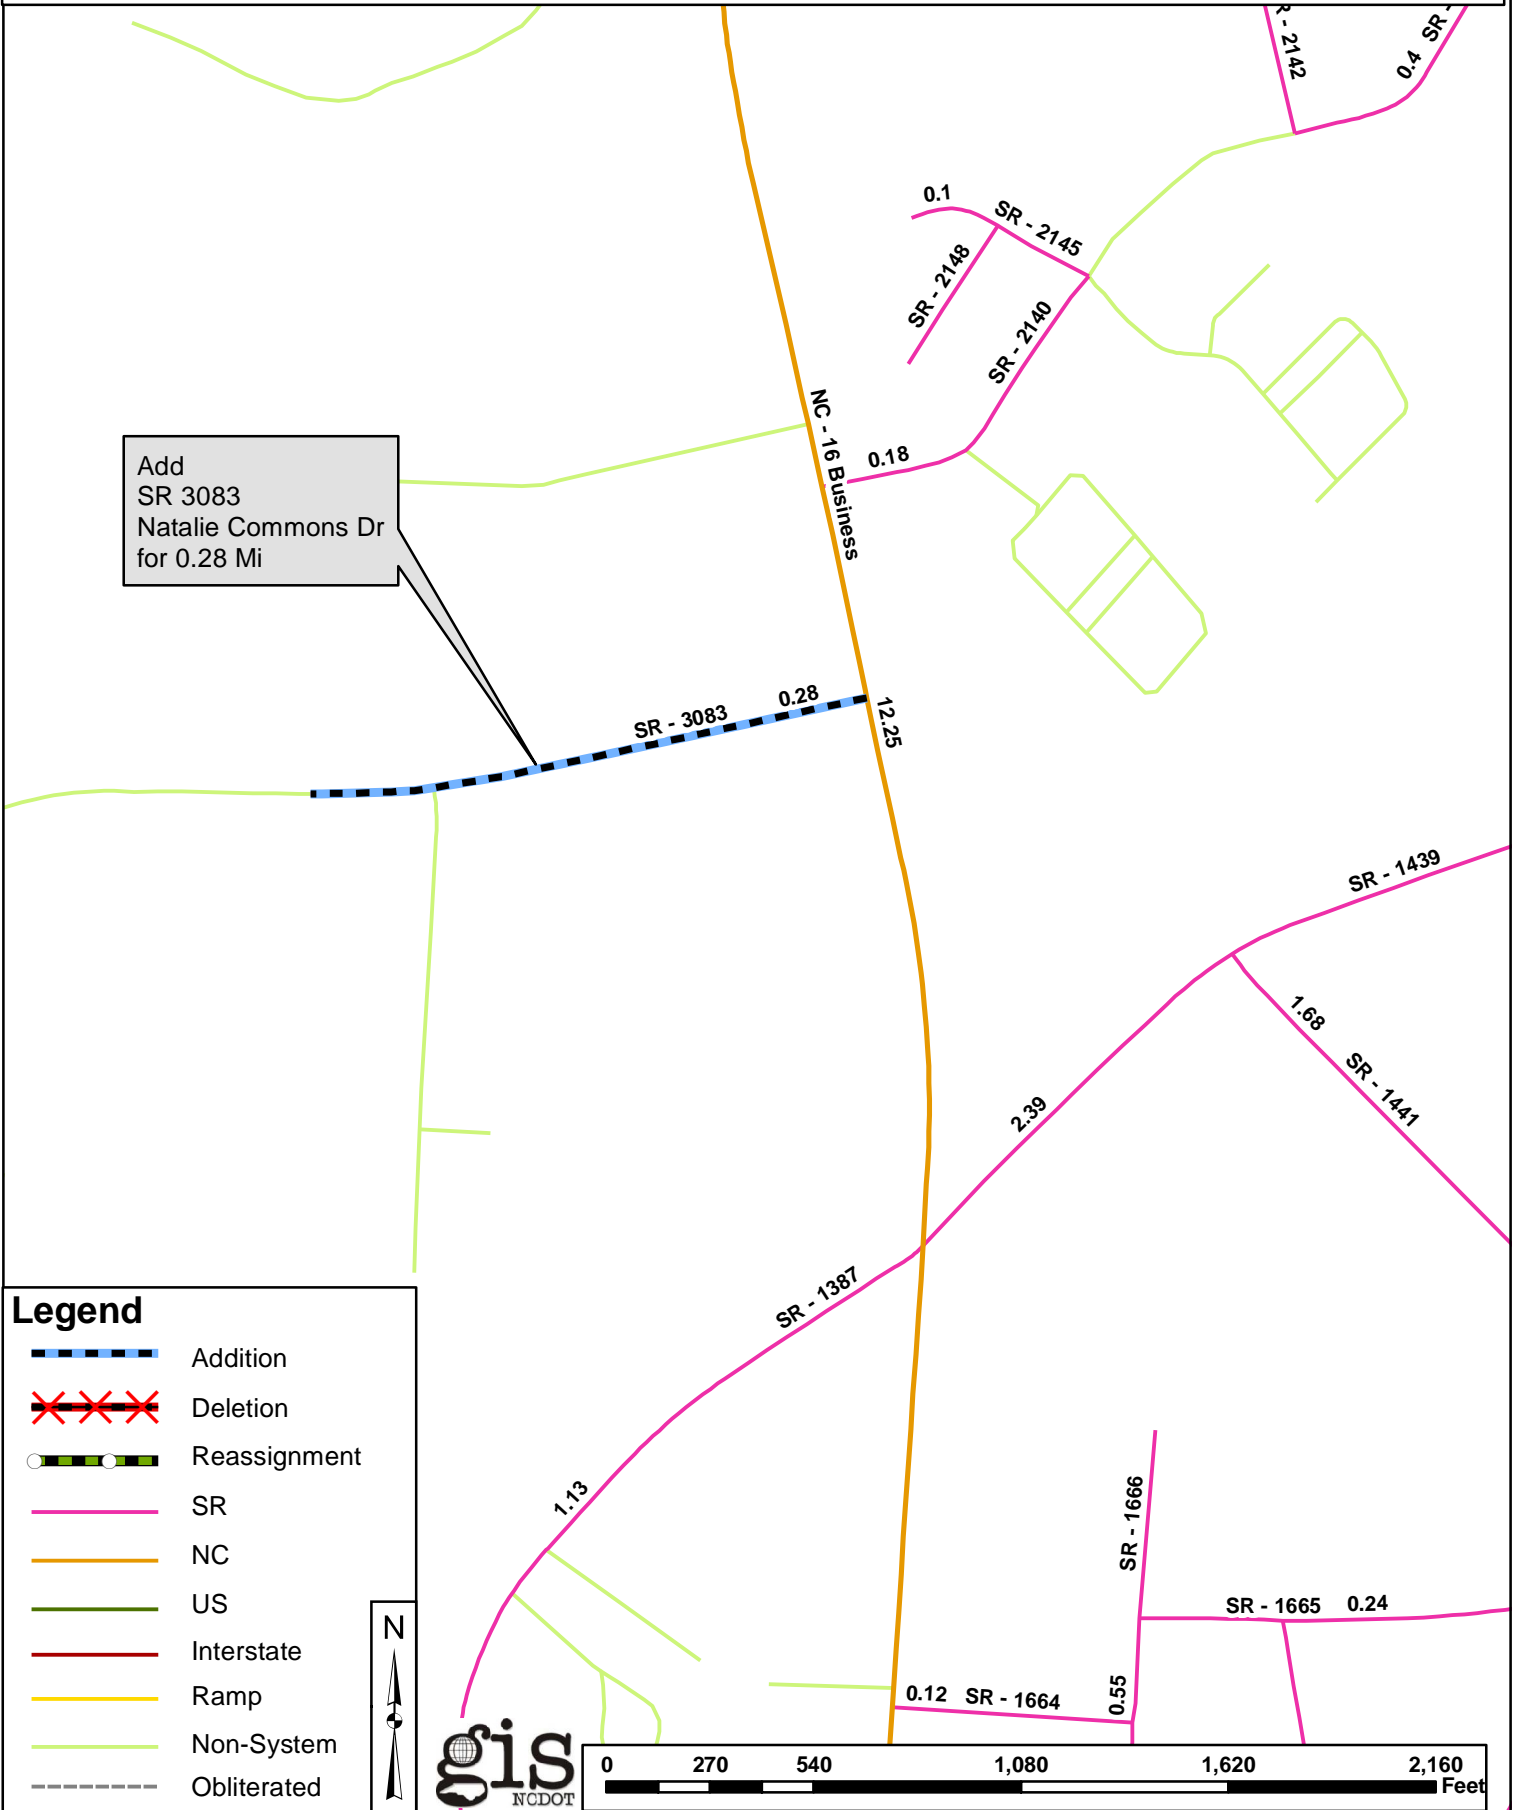 R - 2142
0.4 SR -
0.1
SR - 2145
SR - 2148
SR - 2140
NC - 16 Business
0.18
Add
SR 3083
Natalie Commons Dr
for 0.28 Mi
SR - 3083
0.28
12.25
SR - 1439
1.68
SR - 1441
2.39
SR - 1387
1.13
SR - 1666
SR - 1665
0.24
0.12
SR - 1664
0.55
Legend
Addition
Deletion
Reassignment
SR
NC
US
Interstate
Ramp
Non-System
Obliterated
N
gis
NCDOT
0 270 540 1,080 1,620 2,160
Feet